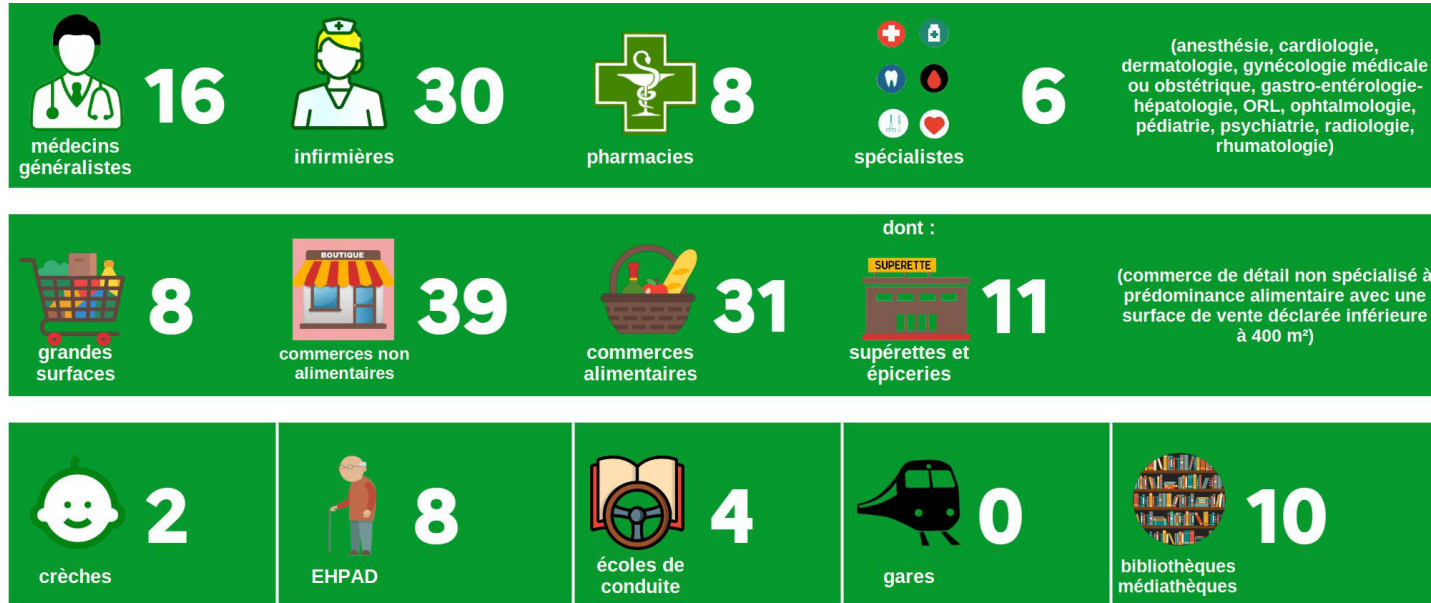 16
médecins
généralistes
30
infirmières
8
pharmacies
6
spécialistes
(anesthésie, cardiologie,
dermatologie, gynécologie médicale
ou obstétrique, gastro-entérologie-
hépatologie, ORL, ophtalmologie,
pédiatrie, psychiatrie, radiologie,
rhumatologie)
8
grandes
surfaces
BOUTIQUE
39
commerces non
alimentaires
31
commerces
alimentaires
dont :
SUPERETTE
11
supérettes et
épiceries
(commerce de détail non spécialisé à
prédominance alimentaire avec une
surface de vente déclarée inférieure
à 400 m²)
2
crèches
8
EHPAD
4
écoles de
conduite
0
gares
10
bibliothèques
médiathèques